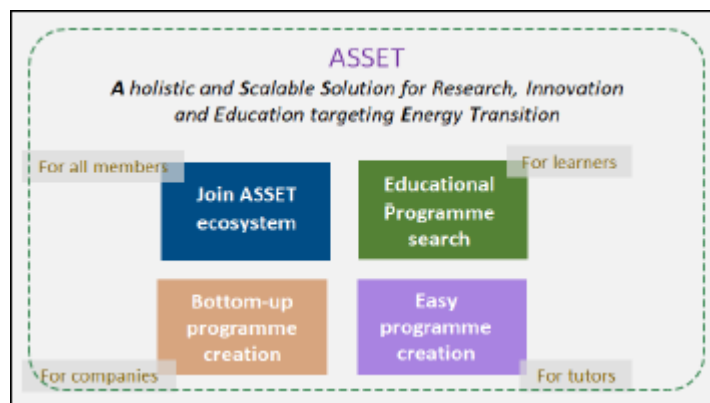 ASSET
A holistic and Scalable Solution for Research, Innovation
and Education targeting Energy Transition
For all members
For learners
Join ASSET
ecosystem
Educational
Programme
search
Bottom-up
programme
creation
Easy
programme
creation
For companies
For tutors